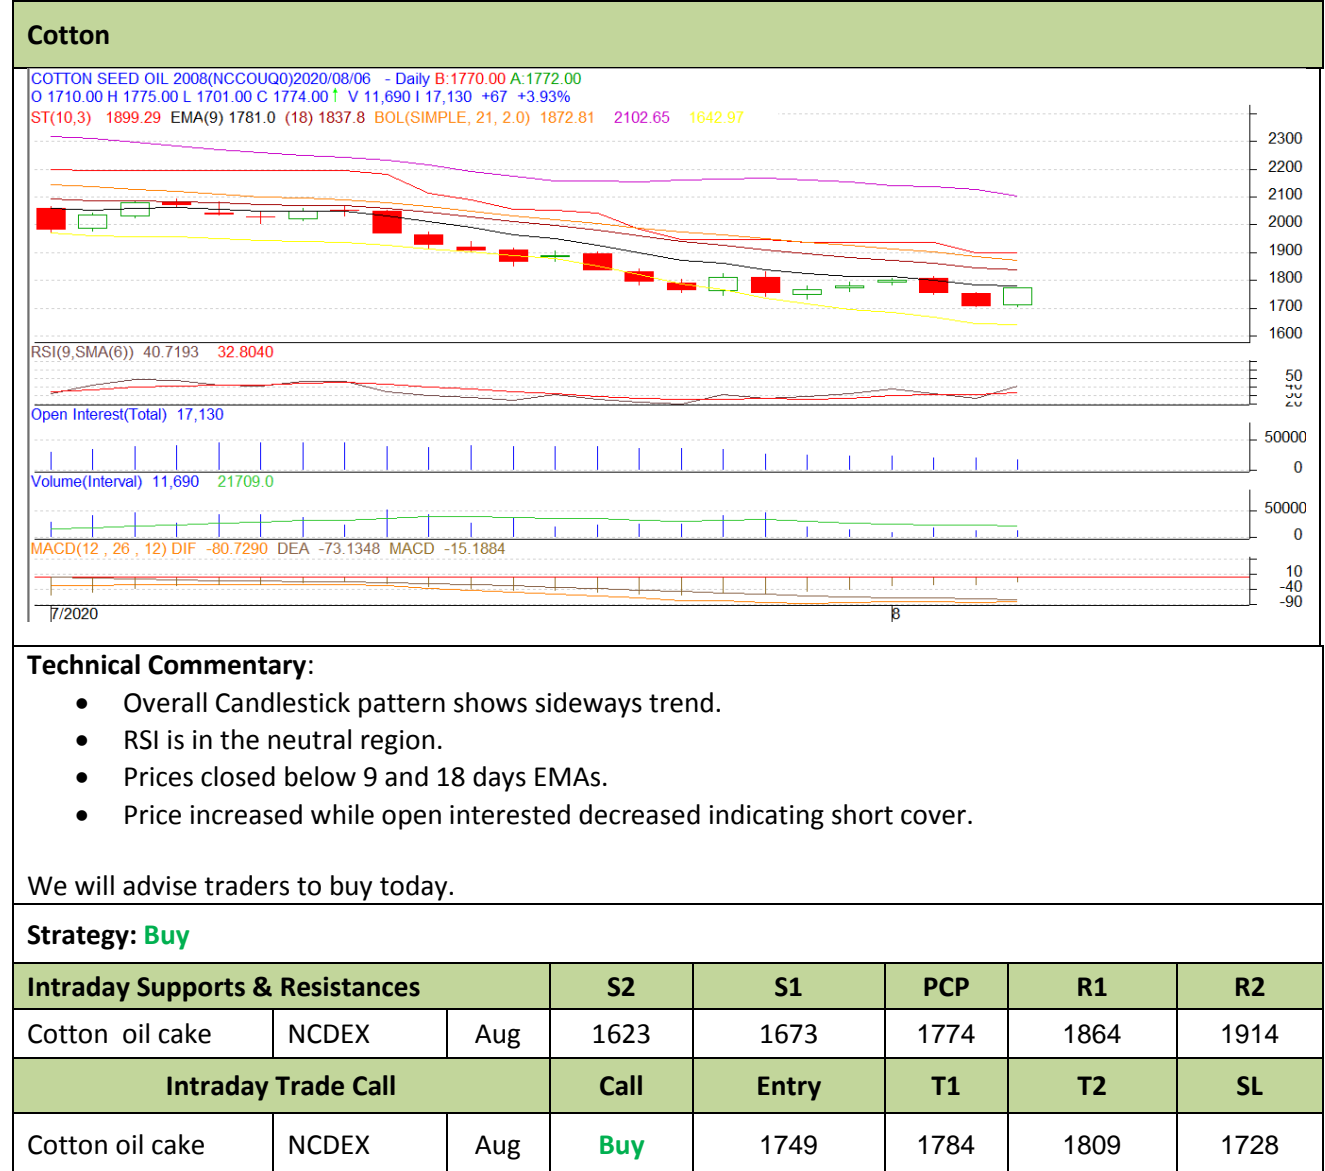 Cotton
COTTON SEED OIL 2008(NCCOUQ0)2020/08/06 - Daily B:1770.00 A:1772.00
O 1710.00 H 1775.00 L 1701.00 C 1774.00↑ V 11,690 I 17,130 +67 +3.93%
ST(10,3) 1899.29 EMA(9) 1781.0 (18) 1837.8 BOL(SIMPLE, 21, 2.0) 1872.81 2102.65 1642.97
2300
2200
2100
2000
1900
1800
1700
1600
RSI(9,SMA(6)) 40.7193 32.8040
50
Open Interest(Total) 17,130
50000
0
Volume(Interval) 11,690 21709.0
50000
0
MACD(12 , 26 , 12) DIF -80.7290 DEA -73.1348 MACD -15.1884
10
-40
-90
7/2020 8
Technical Commentary:
• Overall Candlestick pattern shows sideways trend.
• RSI is in the neutral region.
• Prices closed below 9 and 18 days EMAs.
• Price increased while open interested decreased indicating short cover.
We will advise traders to buy today.
Strategy: Buy
Intraday Supports & Resistances S2 S1 PCP R1 R2
Cotton oil cake NCDEX Aug 1623 1673 1774 1864 1914
Intraday Trade Call Call Entry T1 T2 SL
Cotton oil cake NCDEX Aug Buy 1749 1784 1809 1728